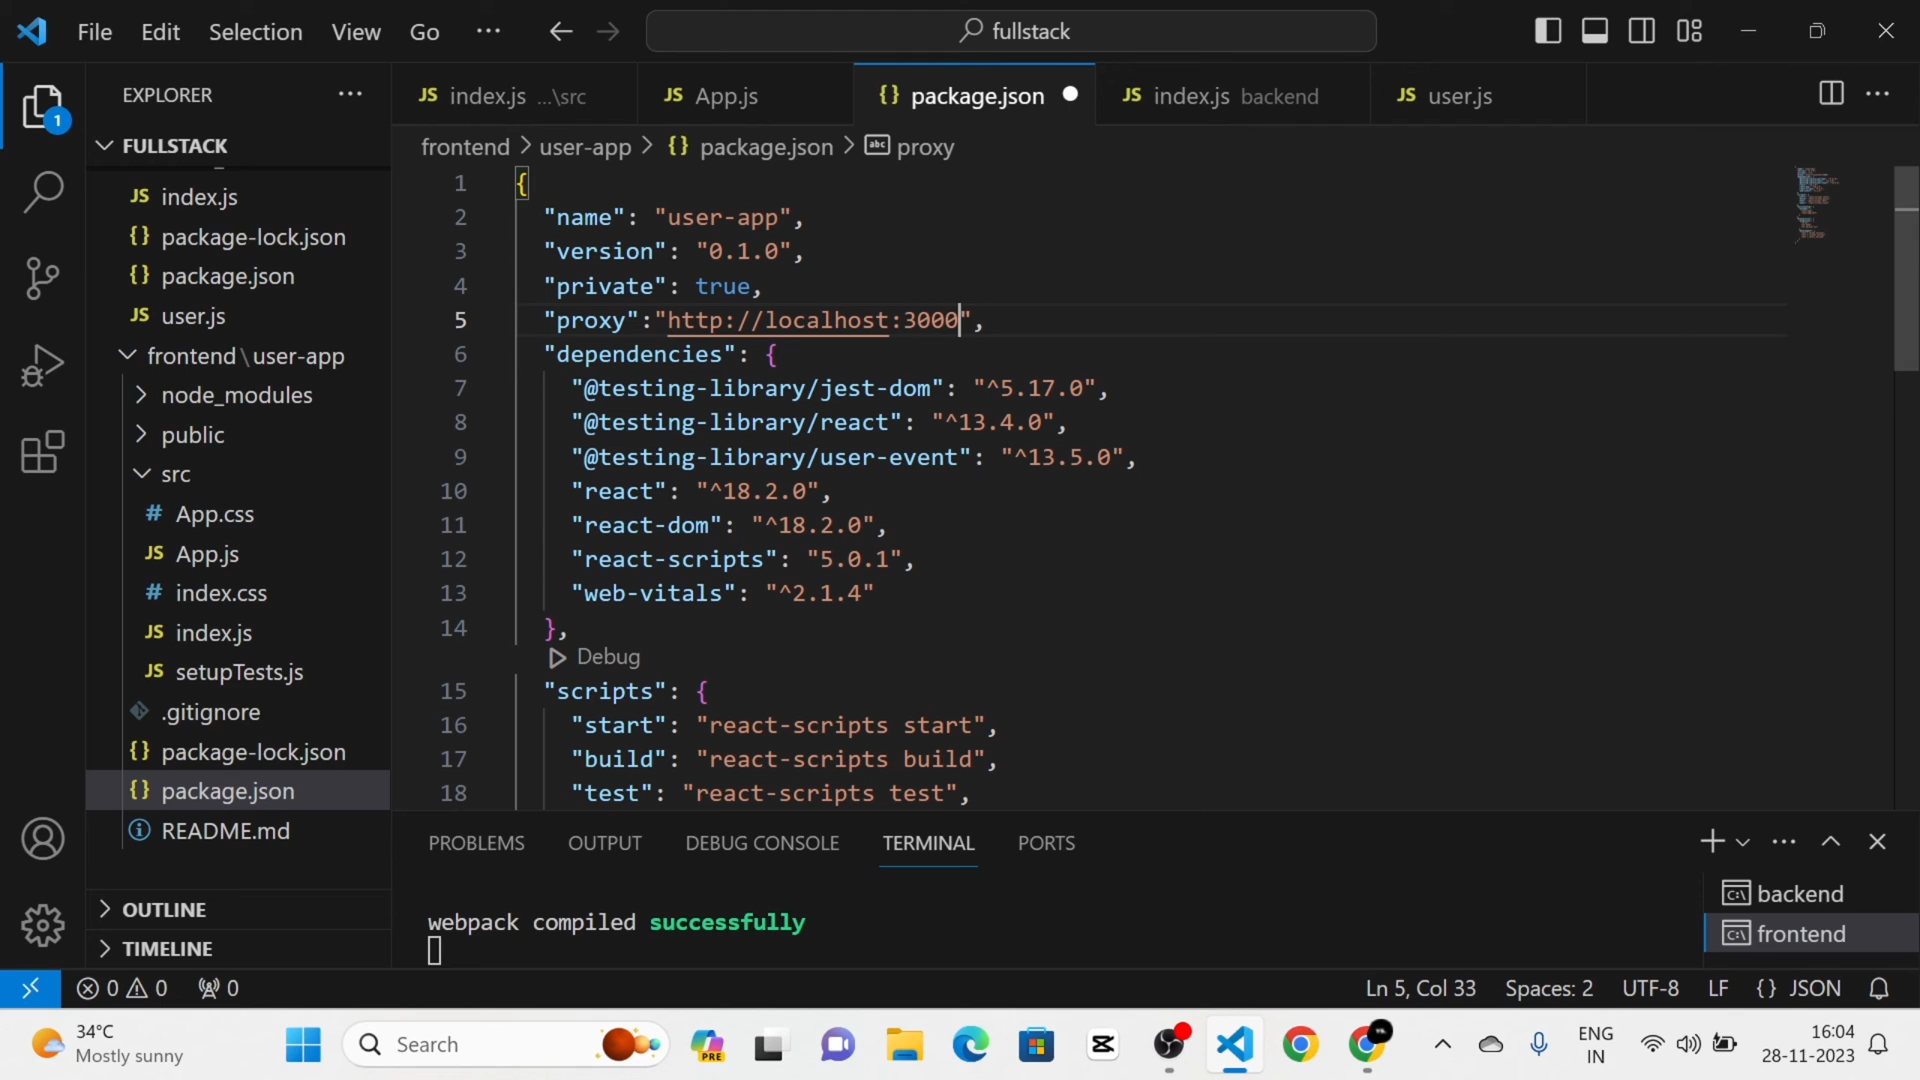 File Edit Selection View Go ··· fullstack
EXPLORER ···
1
FULLSTACK
JS index.js
{} package-lock.json
{} package.json
JS user.js
frontend\user-app
node_modules
public
src
# App.css
JS App.js
# index.css
JS index.js
JS setupTests.js
.gitignore
{} package-lock.json
{} package.json
README.md
OUTLINE
TIMELINE
JS index.js ...\src JS App.js {} package.json JS index.js backend JS user.js
frontend > user-app > {} package.json > abc proxy
1 {
2 "name": "user-app",
3 "version": "0.1.0",
4 "private": true,
5 "proxy":"http://localhost:3000",
6 "dependencies": {
7 "@testing-library/jest-dom": "^5.17.0",
8 "@testing-library/react": "^13.4.0",
9 "@testing-library/user-event": "^13.5.0",
10 "react": "^18.2.0",
11 "react-dom": "^18.2.0",
12 "react-scripts": "5.0.1",
13 "web-vitals": "^2.1.4"
14 },
Debug
15 "scripts": {
16 "start": "react-scripts start",
17 "build": "react-scripts build",
18 "test": "react-scripts test",
PROBLEMS OUTPUT DEBUG CONSOLE TERMINAL PORTS
webpack compiled successfully
backend
frontend
0 0 0 Ln 5, Col 33 Spaces: 2 UTF-8 LF {} JSON
34°C
Mostly sunny
Search
PRE
ENG
IN
16:04
28-11-2023